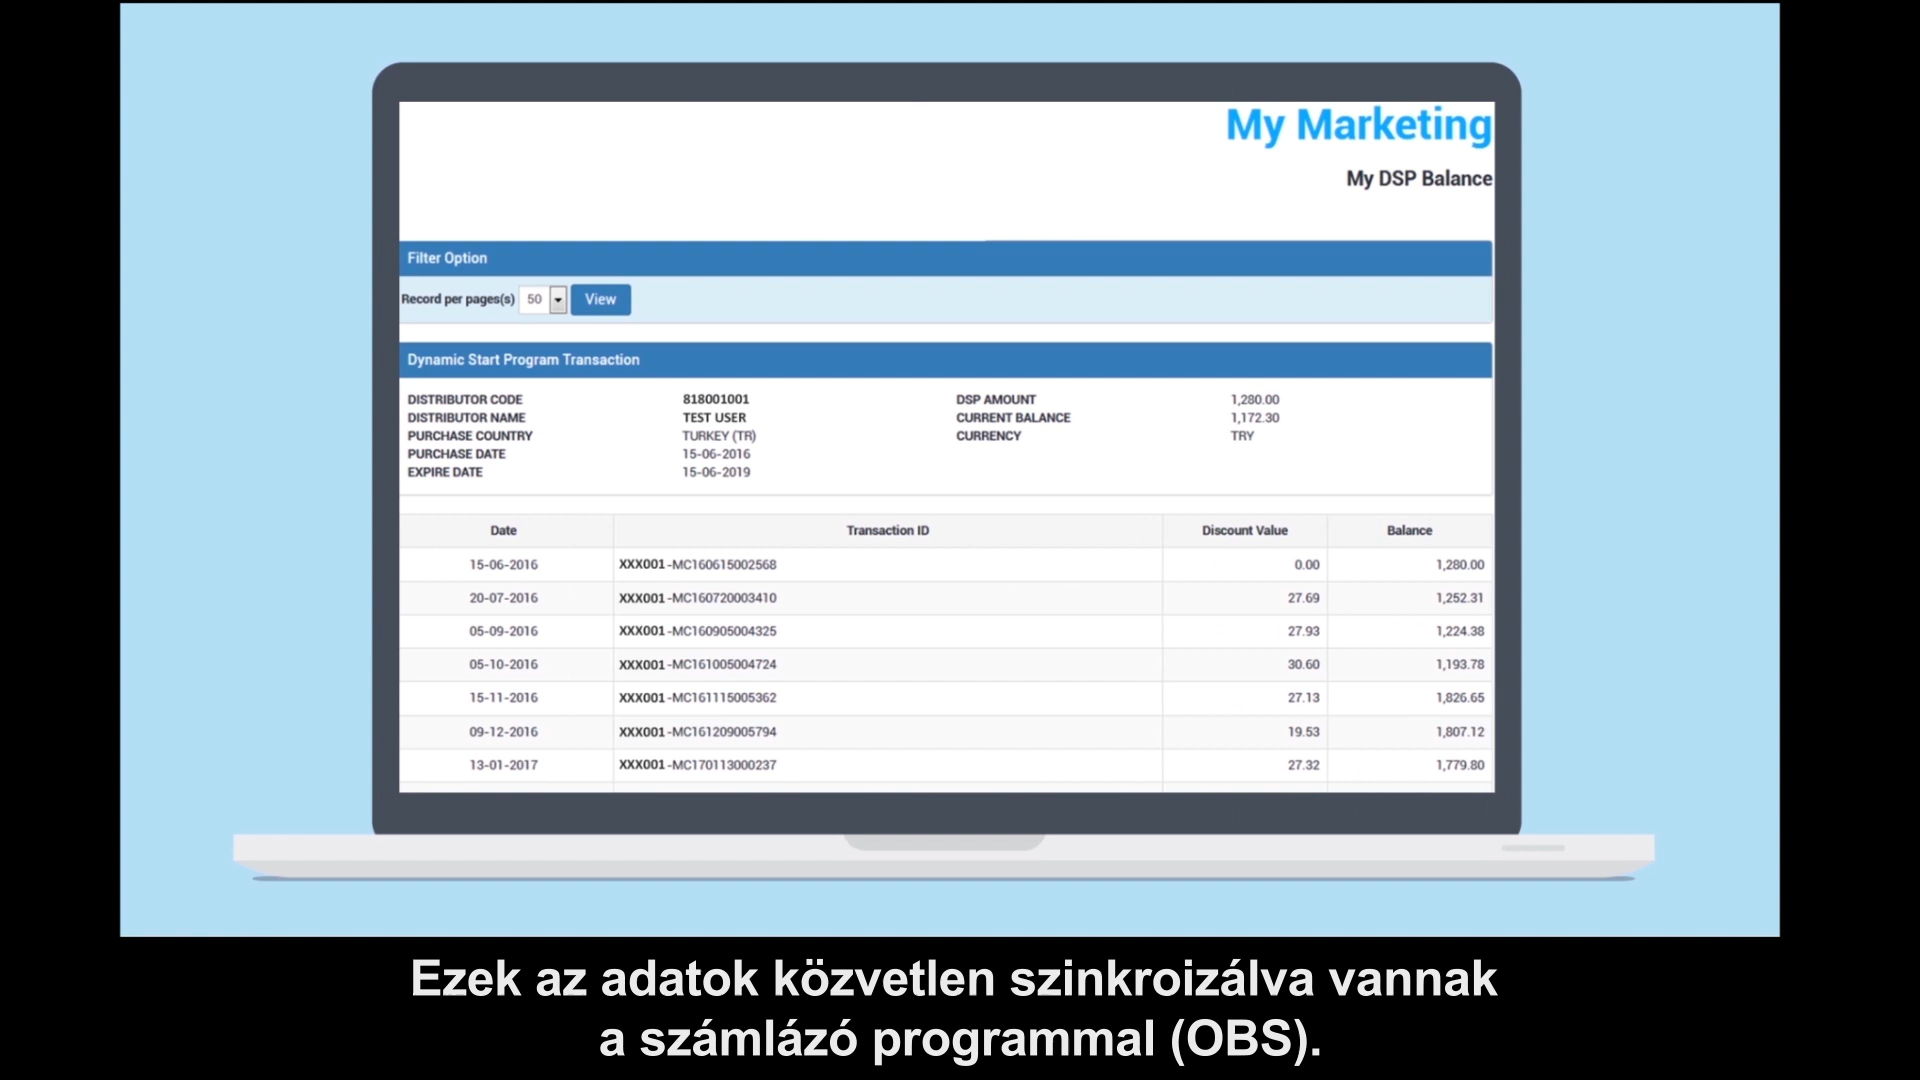 My Marketing
My DSP Balance
Filter Option
Record per pages(s) 50 View
Dynamic Start Program Transaction
DISTRIBUTOR CODE 818001001 DSP AMOUNT 1,280.00
DISTRIBUTOR NAME TEST USER CURRENT BALANCE 1,172.30
PURCHASE COUNTRY TURKEY (TR) CURRENCY TRY
PURCHASE DATE 15-06-2016
EXPIRE DATE 15-06-2019
Date Transaction ID Discount Value Balance
15-06-2016 XXX001-MC160615002568 0.00 1,280.00
20-07-2016 XXX001-MC160720003410 27.69 1,252.31
05-09-2016 XXX001-MC160905004325 27.93 1,224.38
05-10-2016 XXX001-MC161005004724 30.60 1,193.78
15-11-2016 XXX001-MC161115005362 27.13 1,826.65
09-12-2016 XXX001-MC161209005794 19.53 1,807.12
13-01-2017 XXX001-MC170113000237 27.32 1,779.80
Ezek az adatok közvetlen szinkroizálva vannak
a számlázó programmal (OBS).